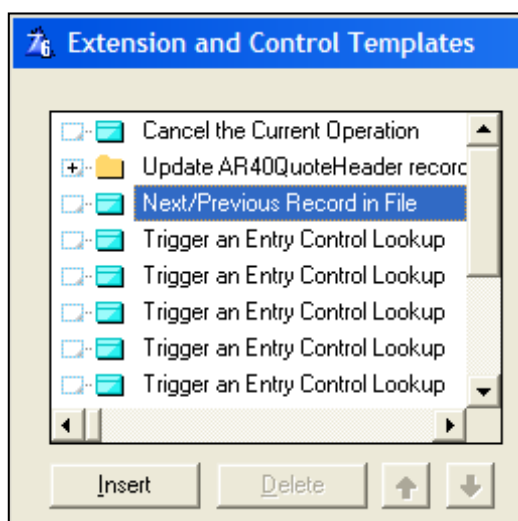 Extension and Control Templates
Cancel the Current Operation
Update AR40QuoteHeader record
Next/Previous Record in File
Trigger an Entry Control Lookup
Trigger an Entry Control Lookup
Trigger an Entry Control Lookup
Trigger an Entry Control Lookup
Trigger an Entry Control Lookup
Insert
Delete